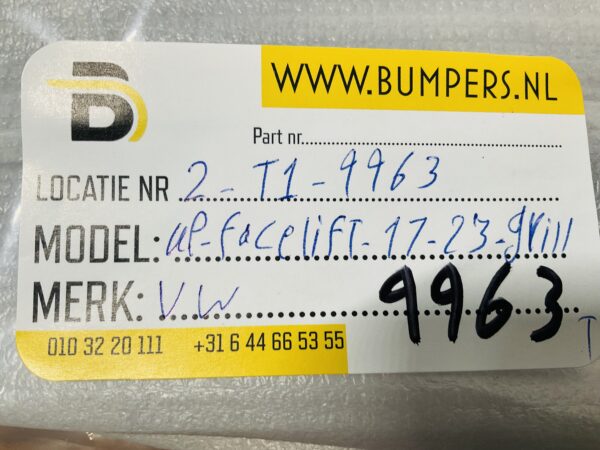 B
WWW.BUMPERS.NL
Part nr.
LOCATIE NR 2-T1-9963
MODEL: UP-facelift-17-23-grill
MERK: VW
9963
T
010 32 20 111 +31 6 44 66 53 55